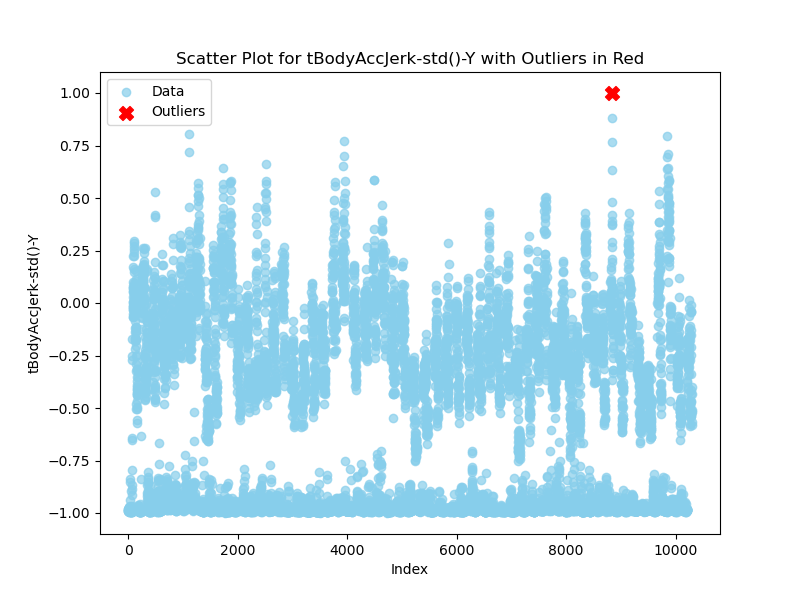 Scatter Plot for tBodyAccJerk-std()-Y with Outliers in Red
Data
Outliers
1.00
0.75
0.50
0.25
0.00
−0.25
−0.50
−0.75
−1.00
tBodyAccJerk-std()-Y
0 2000 4000 6000 8000 10000
Index